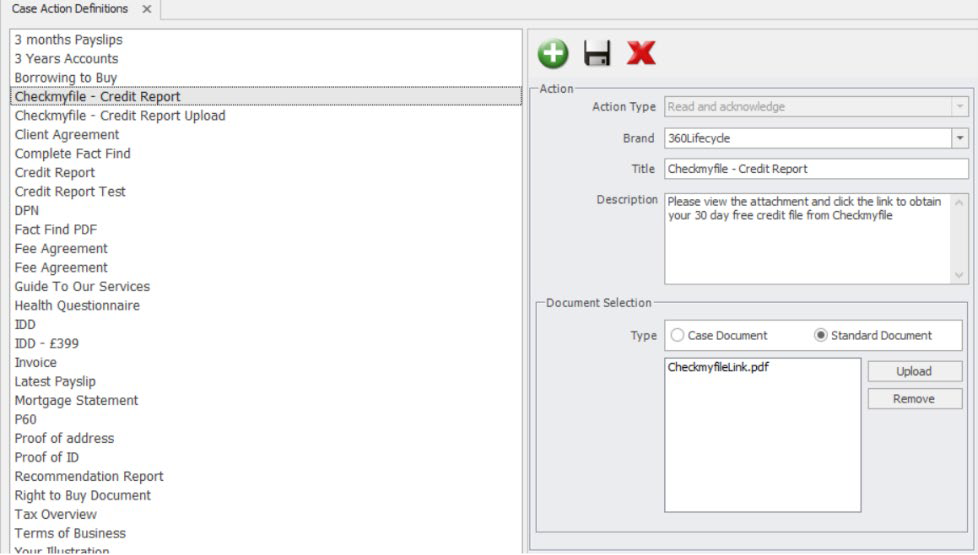 Case Action Definitions
3 months Payslips
3 Years Accounts
Borrowing to Buy
Checkmyfile - Credit Report
Checkmyfile - Credit Report Upload
Client Agreement
Complete Fact Find
Credit Report
Credit Report Test
DPN
Fact Find PDF
Fee Agreement
Fee Agreement
Guide To Our Services
Health Questionnaire
IDD
IDD - £399
Invoice
Latest Payslip
Mortgage Statement
P60
Proof of address
Proof of ID
Recommendation Report
Right to Buy Document
Tax Overview
Terms of Business
Your Illustration
Action
Action Type Read and acknowledge
Brand 360Lifecycle
Title Checkmyfile - Credit Report
Description Please view the attachment and click the link to obtain
your 30 day free credit file from Checkmyfile
Document Selection
Type Case Document Standard Document
CheckmyfileLink.pdf Upload
Remove